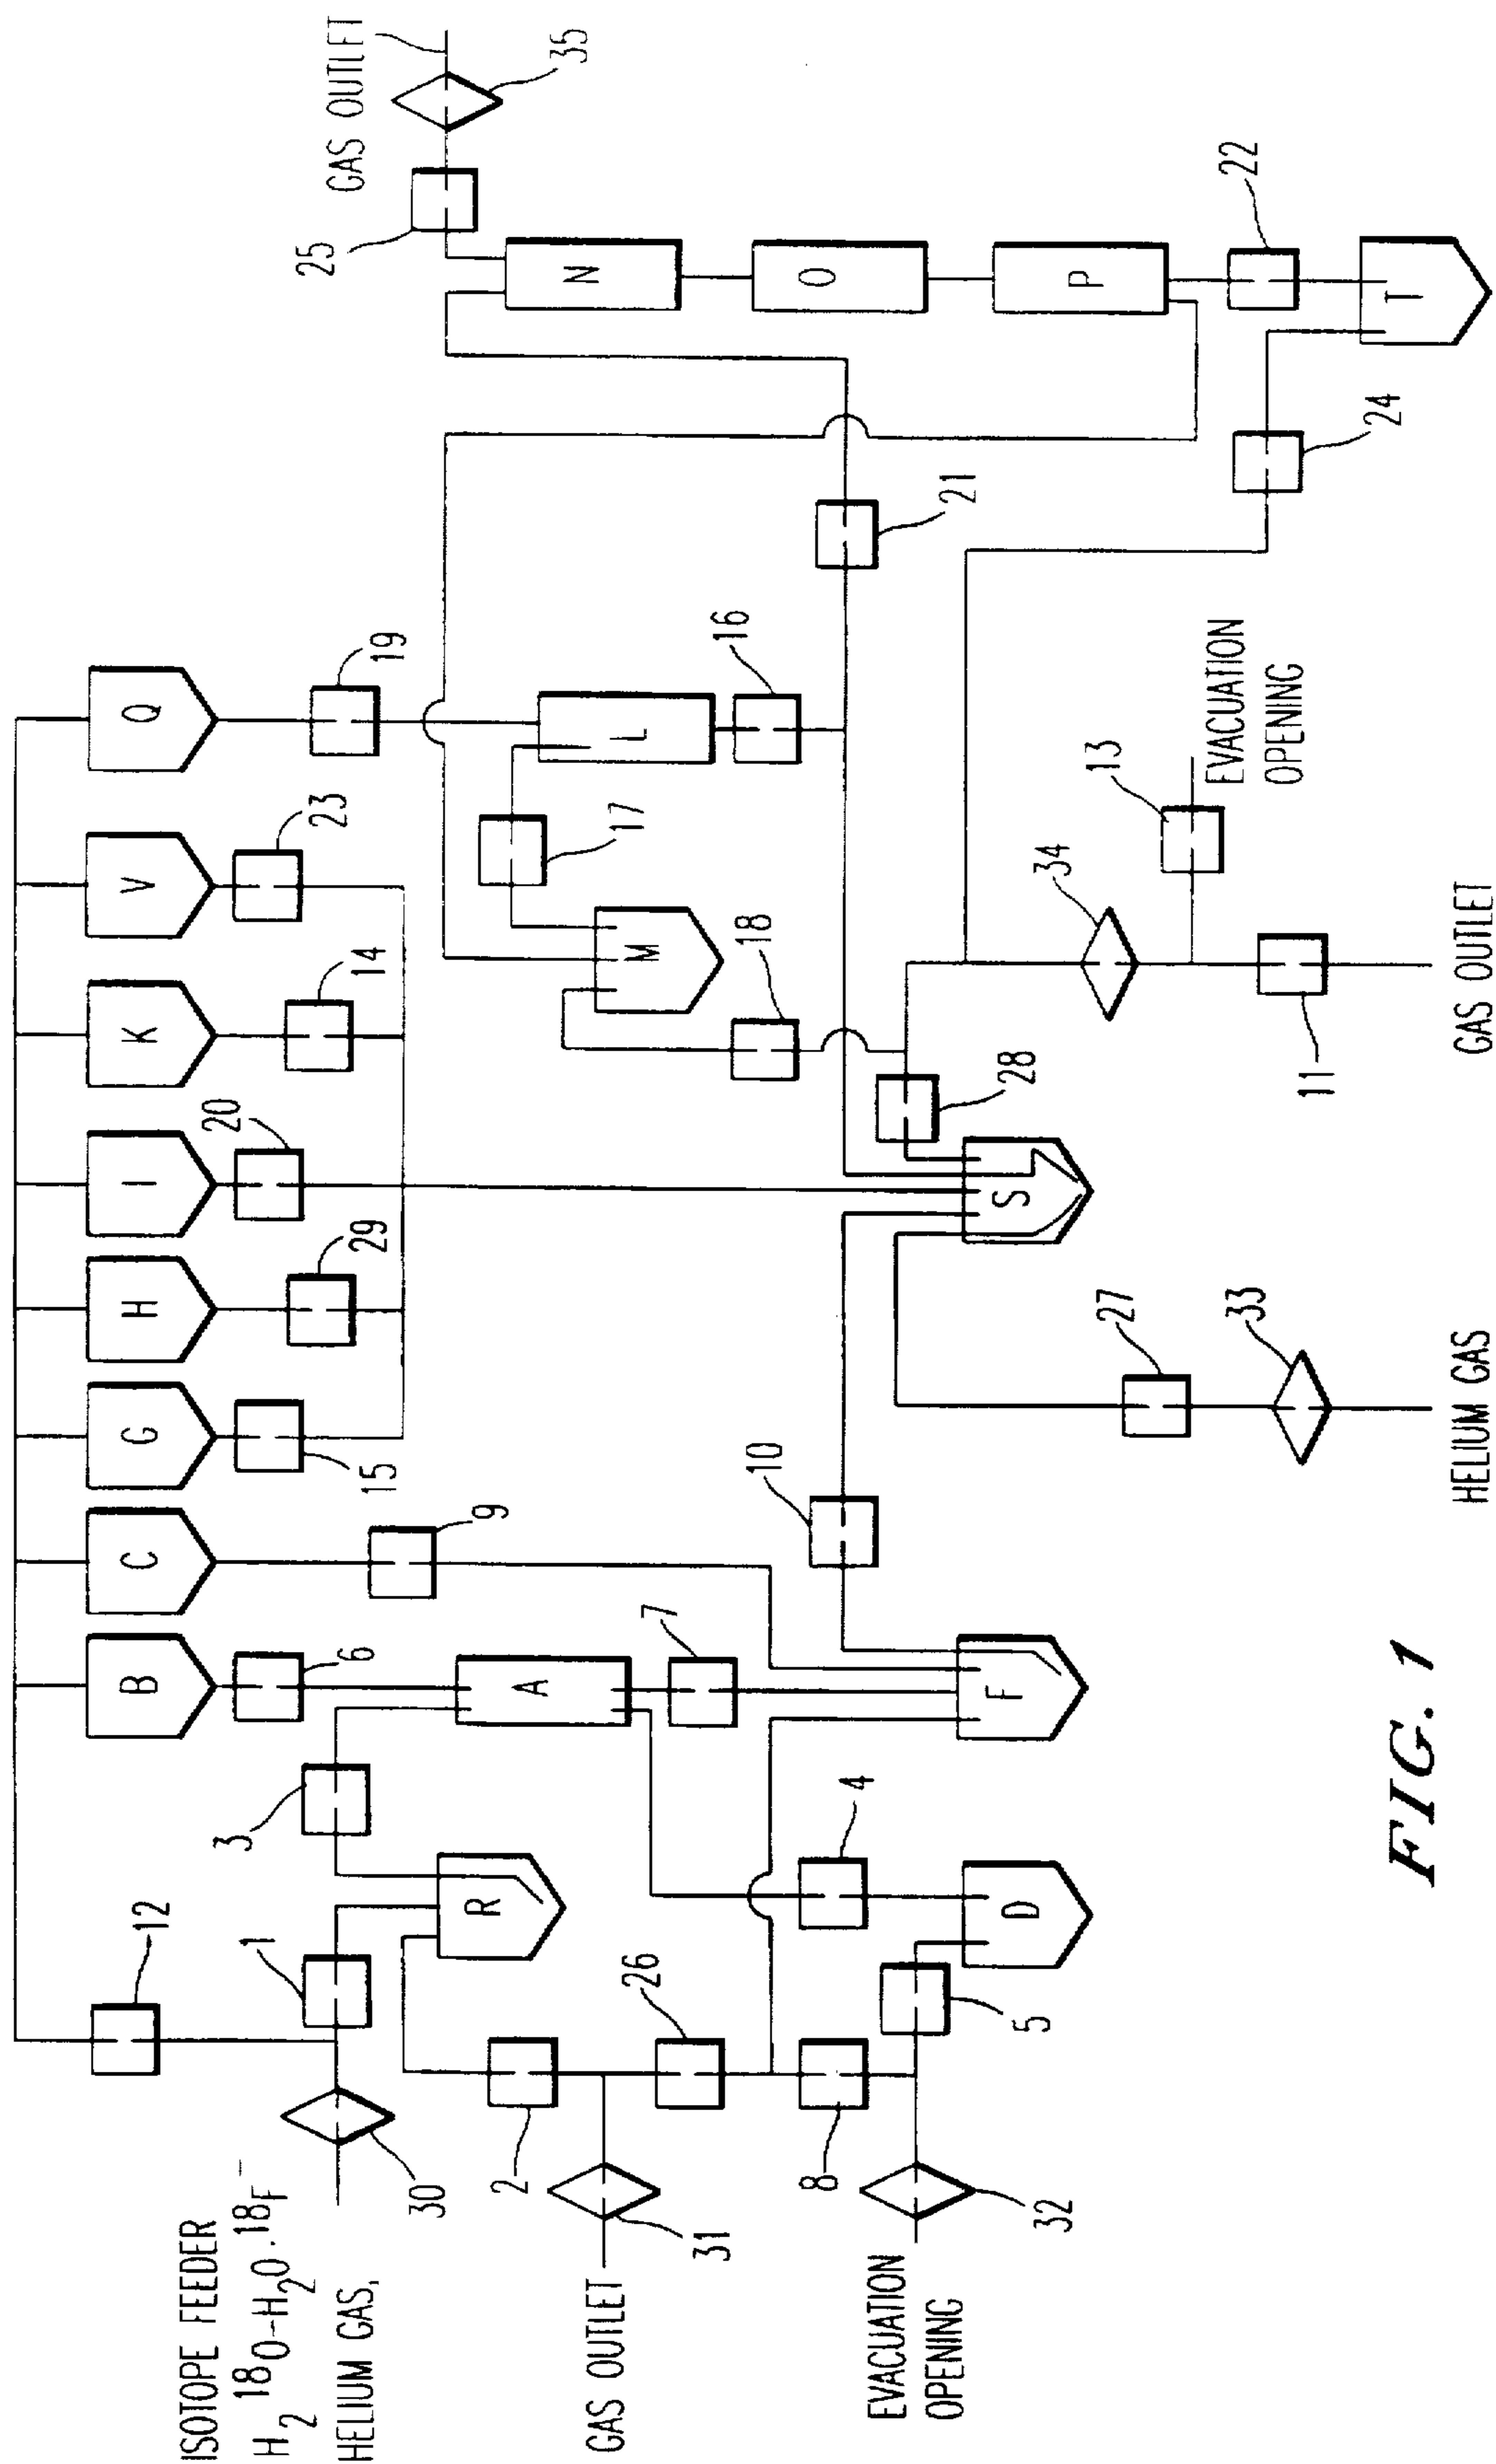 ISOTOPE FEEDER
H2 18O-H2O·18F-
HELIUM GAS,
30
12
1
3
R
B
6
A
7
C
9
G
15
H
29
I
20
K
14
V
23
Q
19
L
17
M
16
18
21
25
GAS OUTLET
35
N
O
P
22
T
24
GAS OUTLET
31
2
26
8
EVACUATION
OPENING
32
5
4
D
F
10
S
28
27
33
HELIUM GAS
34
13
EVACUATION
OPENING
11
GAS OUTLET
FIG. 1